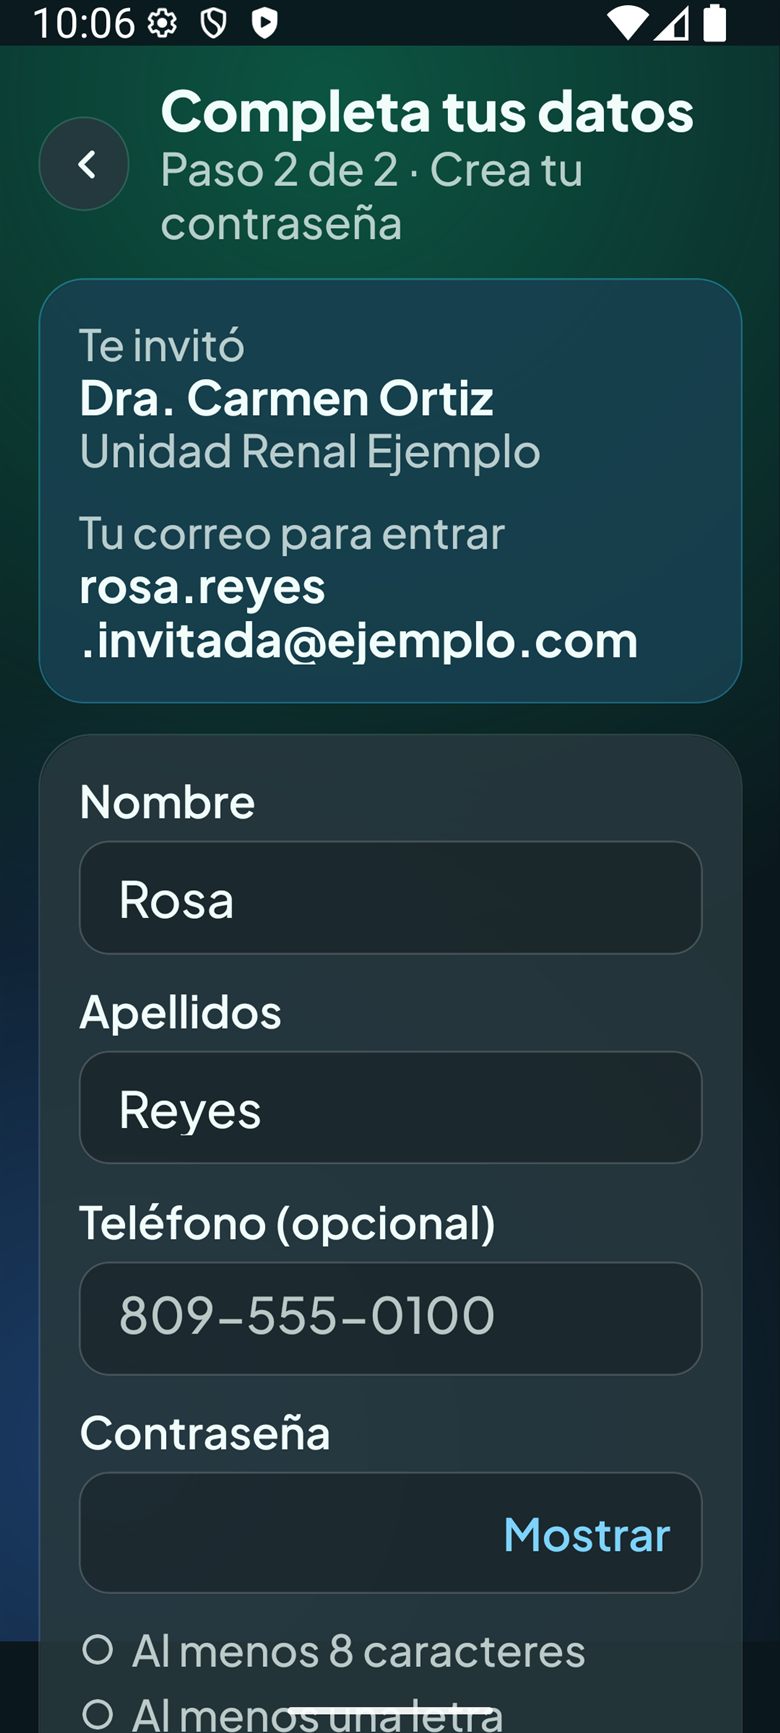 10:06
Completa tus datos
Paso 2 de 2 · Crea tu
contraseña
Te invitó
Dra. Carmen Ortiz
Unidad Renal Ejemplo
Tu correo para entrar
rosa.reyes
.invitada@ejemplo.com
Nombre
Rosa
Apellidos
Reyes
Teléfono (opcional)
809-555-0100
Contraseña
Mostrar
Al menos 8 caracteres
Al menos una letra